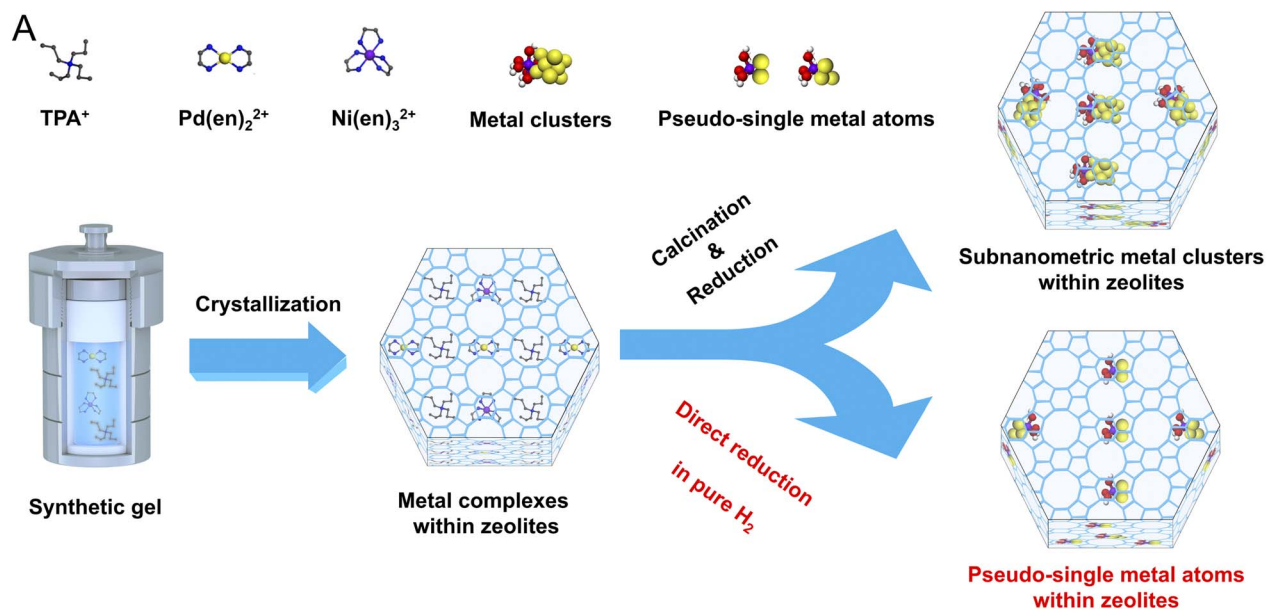 A
TPA⁺
Pd(en)₂²⁺
Ni(en)₃²⁺
Metal clusters
Pseudo-single metal atoms
Synthetic gel
Crystallization
Metal complexes
within zeolites
Calcination
&
Reduction
Direct reduction
in pure H₂
Subnanometric metal clusters
within zeolites
Pseudo-single metal atoms
within zeolites